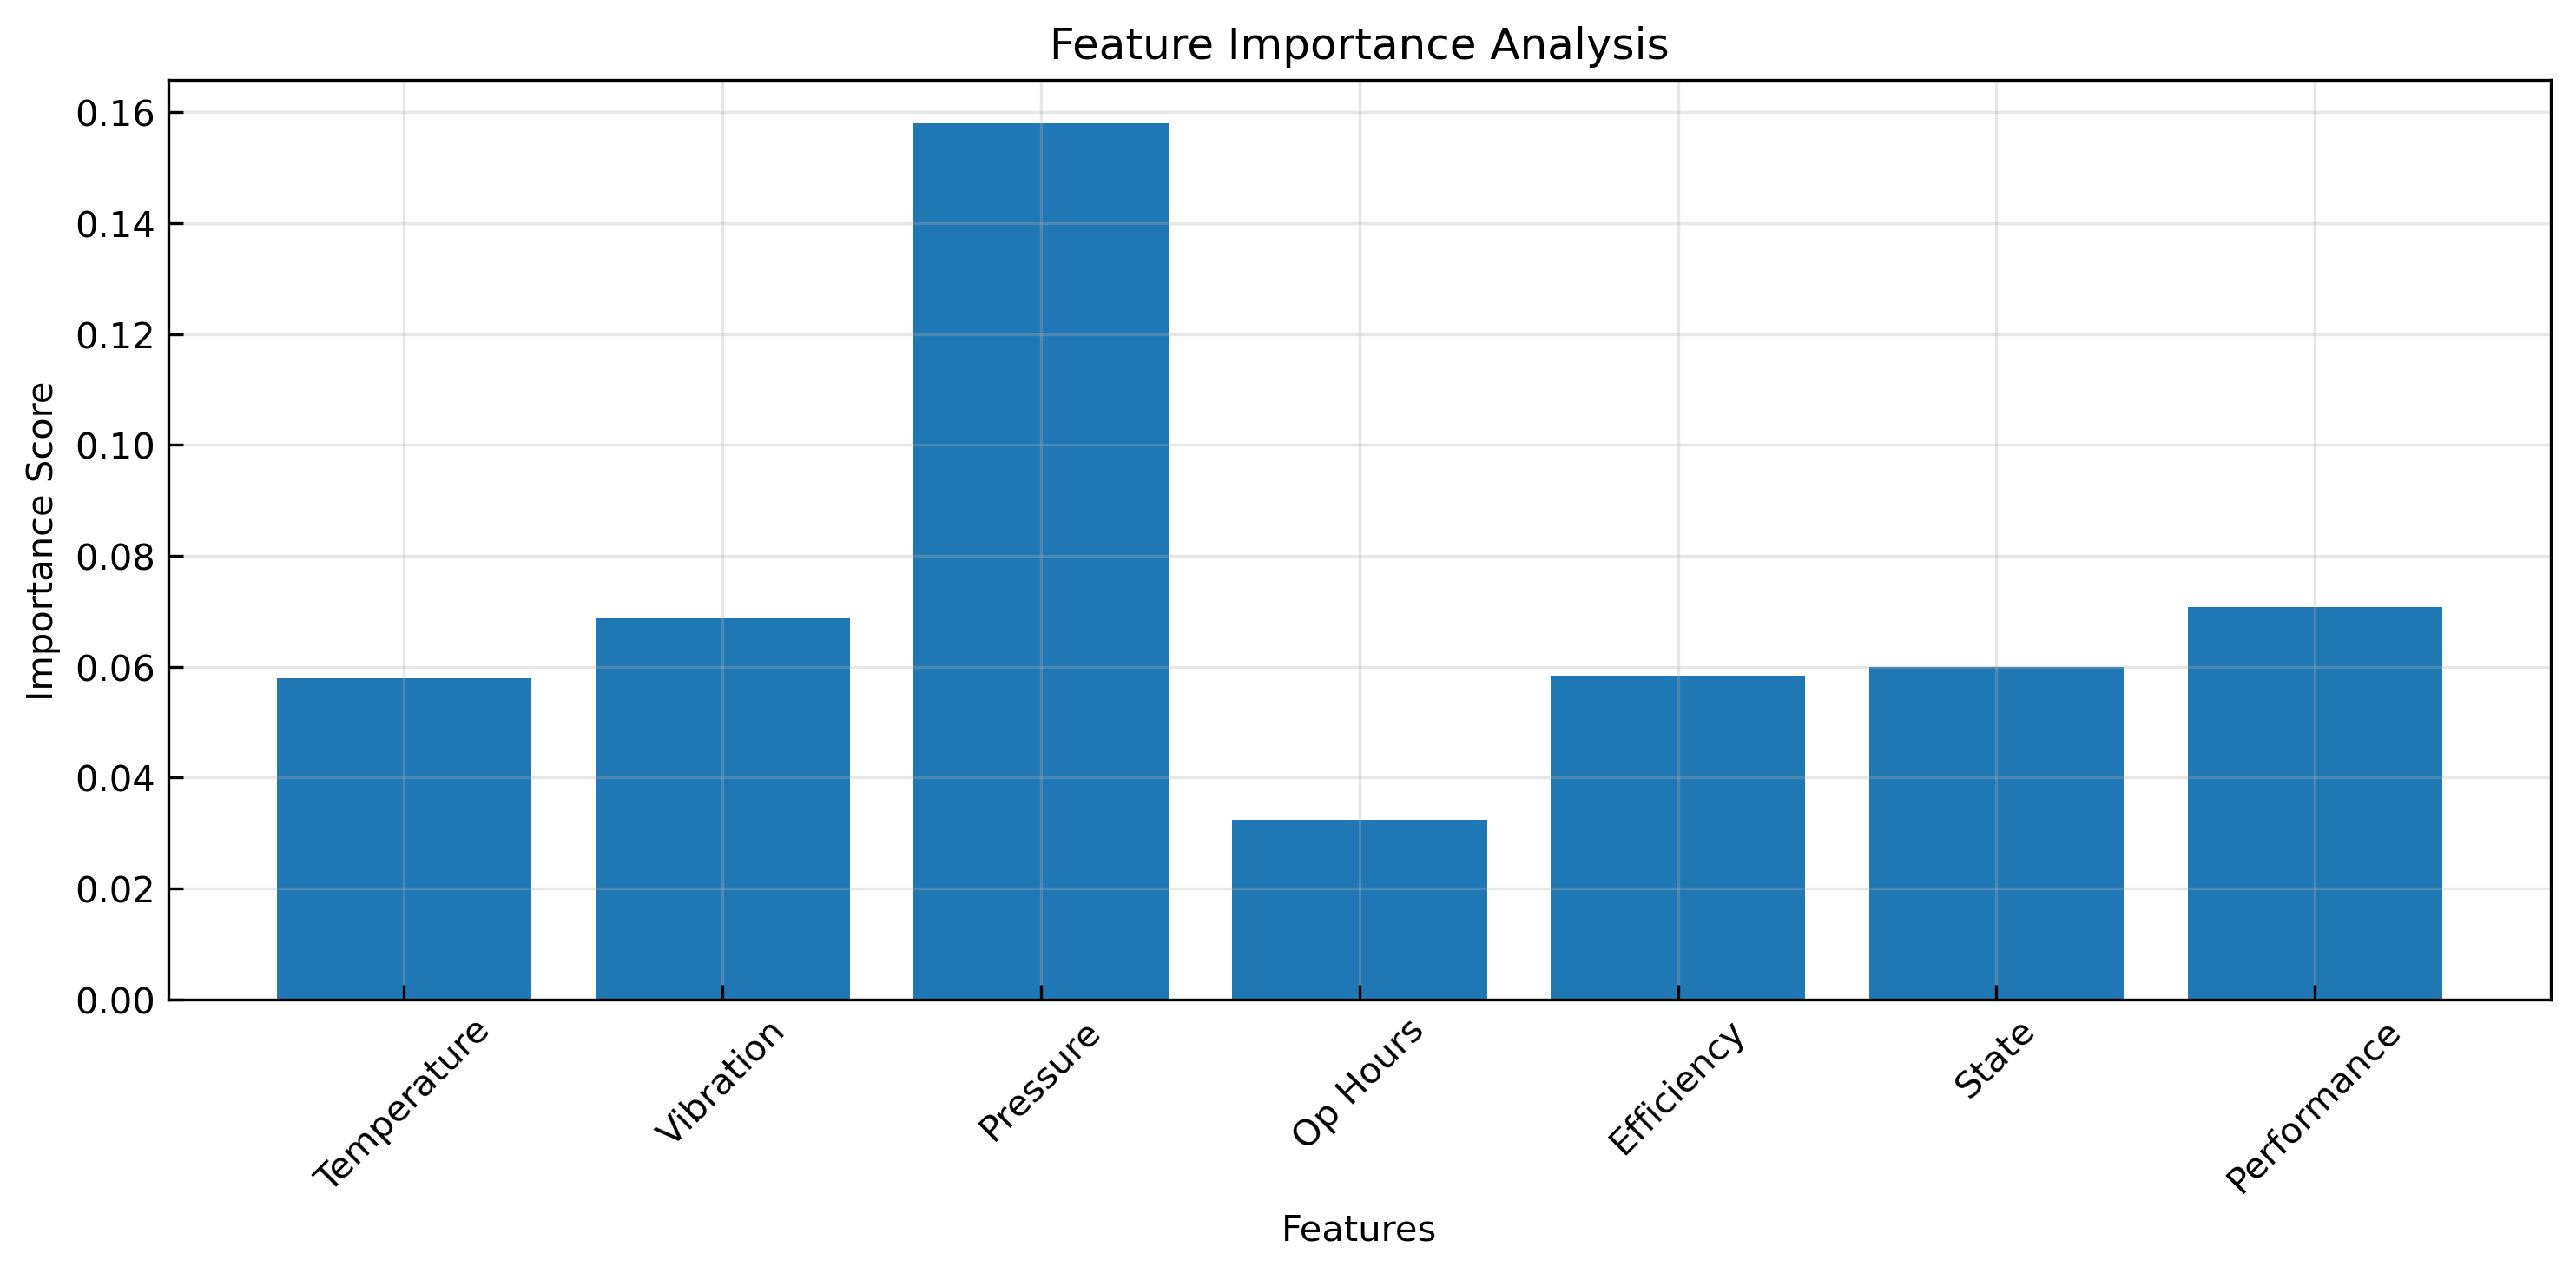 Feature Importance Analysis
Importance Score
0.16
0.14
0.12
0.10
0.08
0.06
0.04
0.02
0.00
Temperature
Vibration
Pressure
Op Hours
Efficiency
State
Performance
Features